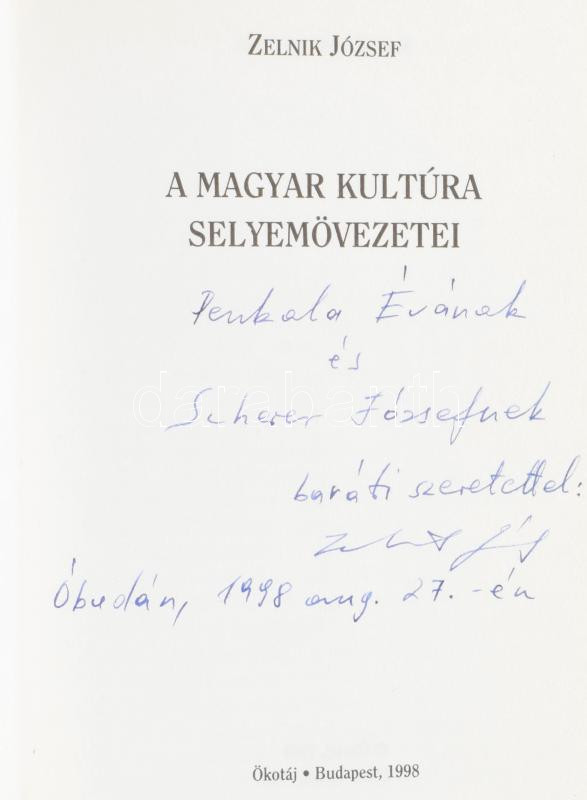 ZELNIK JÓZSEF
A MAGYAR KULTÚRA
SELYEMÖVEZETEI
Penkala Évának
és
darabanth
Scherer Józsefnek
baráti szeretettel:
Óbudán, 1998 aug. 27.-én
Ökotáj • Budapest, 1998